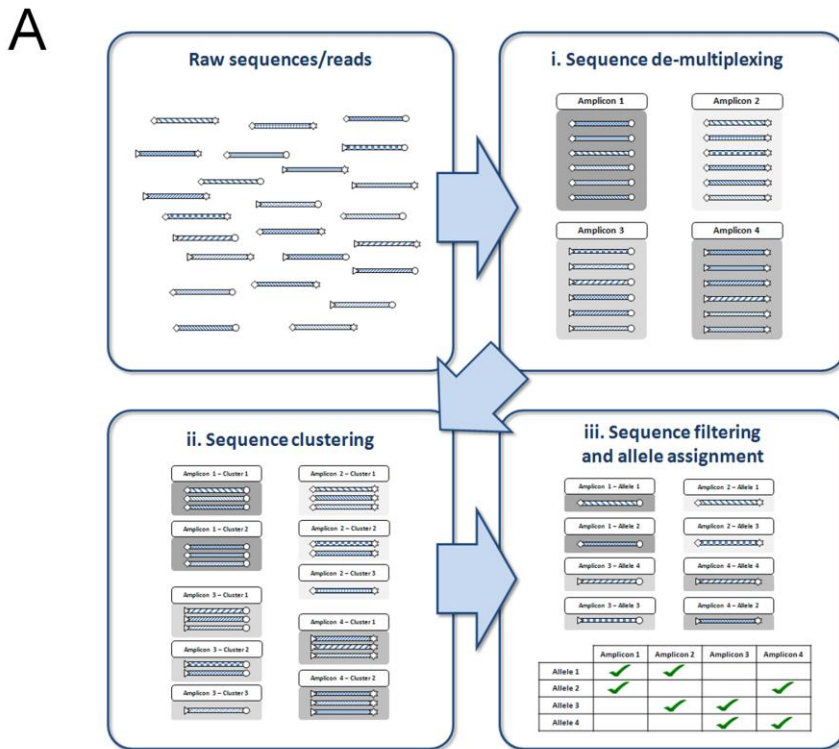 A
Raw sequences/reads
i. Sequence de-multiplexing
Amplicon 1
Amplicon 2
Amplicon 3
Amplicon 4
ii. Sequence clustering
Amplicon 1 – Cluster 1
Amplicon 2 – Cluster 1
Amplicon 1 – Cluster 2
Amplicon 2 – Cluster 2
Amplicon 2 – Cluster 3
Amplicon 3 – Cluster 1
Amplicon 4 – Cluster 1
Amplicon 3 – Cluster 2
Amplicon 4 – Cluster 2
Amplicon 3 – Cluster 3
iii. Sequence filtering
and allele assignment
Amplicon 1 – Allele 1
Amplicon 2 – Allele 1
Amplicon 1 – Allele 2
Amplicon 2 – Allele 3
Amplicon 3 – Allele 4
Amplicon 4 – Allele 4
Amplicon 3 – Allele 3
Amplicon 4 – Allele 2
Amplicon 1 Amplicon 2 Amplicon 3 Amplicon 4
Allele 1
Allele 2
Allele 3
Allele 4